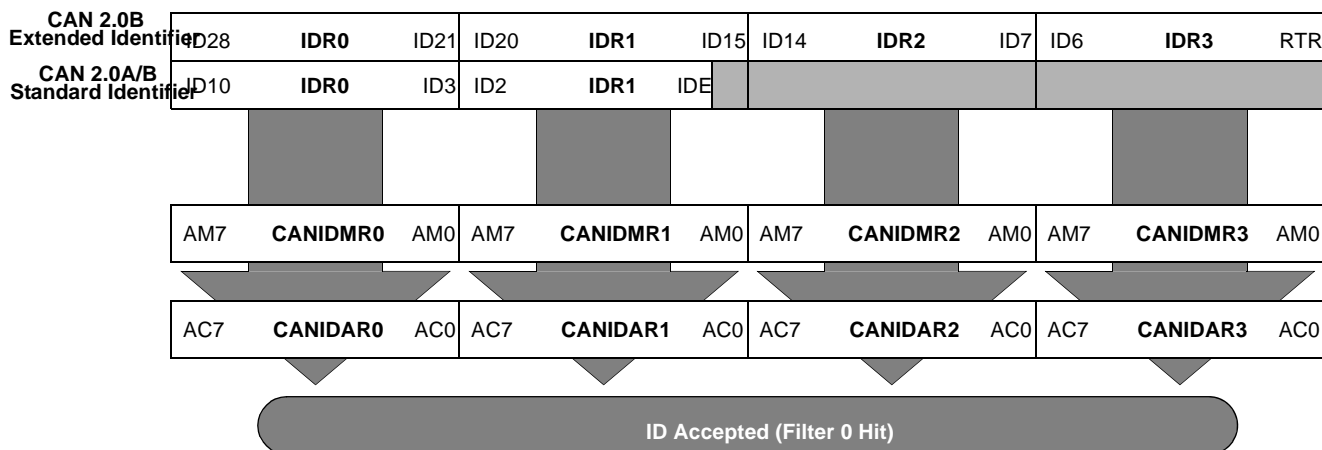 CAN 2.0B
Extended Identifier ID28 IDR0 ID21 ID20 IDR1 ID15 ID14 IDR2 ID7 ID6 IDR3 RTR
CAN 2.0A/B
Standard Identifier ID10 IDR0 ID3 ID2 IDR1 IDE
AM7 CANIDMR0 AM0 AM7 CANIDMR1 AM0 AM7 CANIDMR2 AM0 AM7 CANIDMR3 AM0
AC7 CANIDAR0 AC0 AC7 CANIDAR1 AC0 AC7 CANIDAR2 AC0 AC7 CANIDAR3 AC0
ID Accepted (Filter 0 Hit)